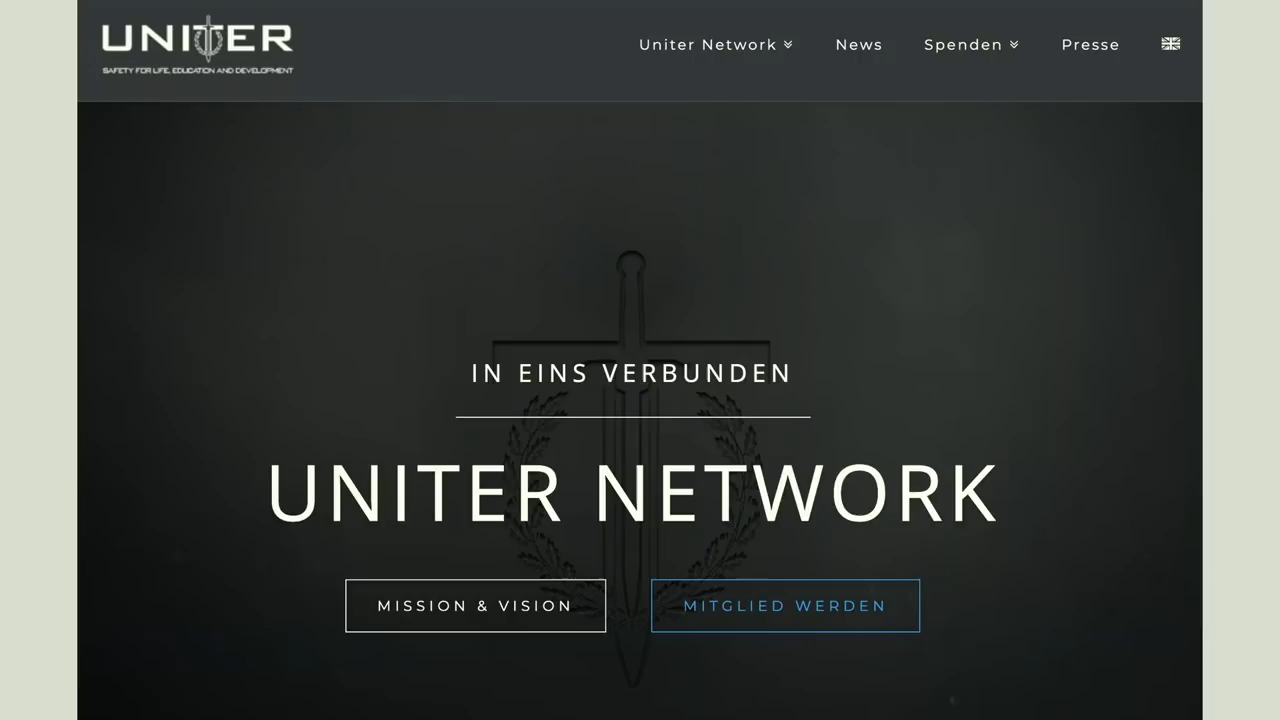 UNITER
SAFETY FOR LIFE, EDUCATION AND DEVELOPMENT
Uniter Network
News
Spenden
Presse
IN EINS VERBUNDEN
UNITER NETWORK
MISSION & VISION
MITGLIED WERDEN